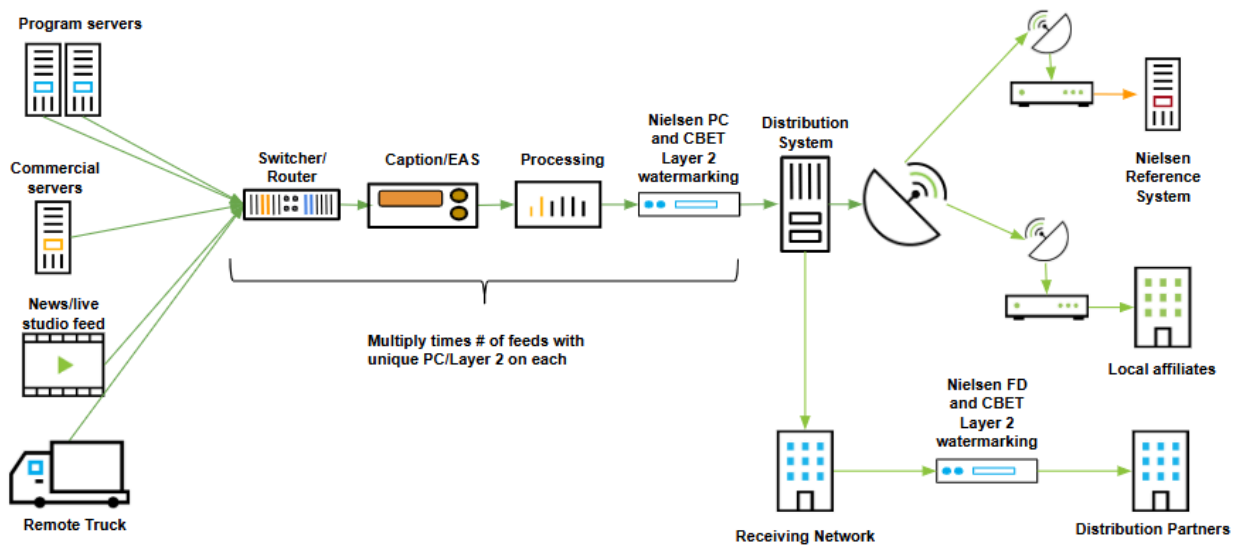 Program servers
Commercial
servers
News/live
studio feed
Remote Truck
Switcher/
Router
Caption/EAS
Processing
Nielsen PC
and CBET
Layer 2
watermarking
Distribution
System
Multiply times # of feeds with
unique PC/Layer 2 on each
Nielsen
Reference
System
Local affiliates
Receiving Network
Nielsen FD
and CBET
Layer 2
watermarking
Distribution Partners